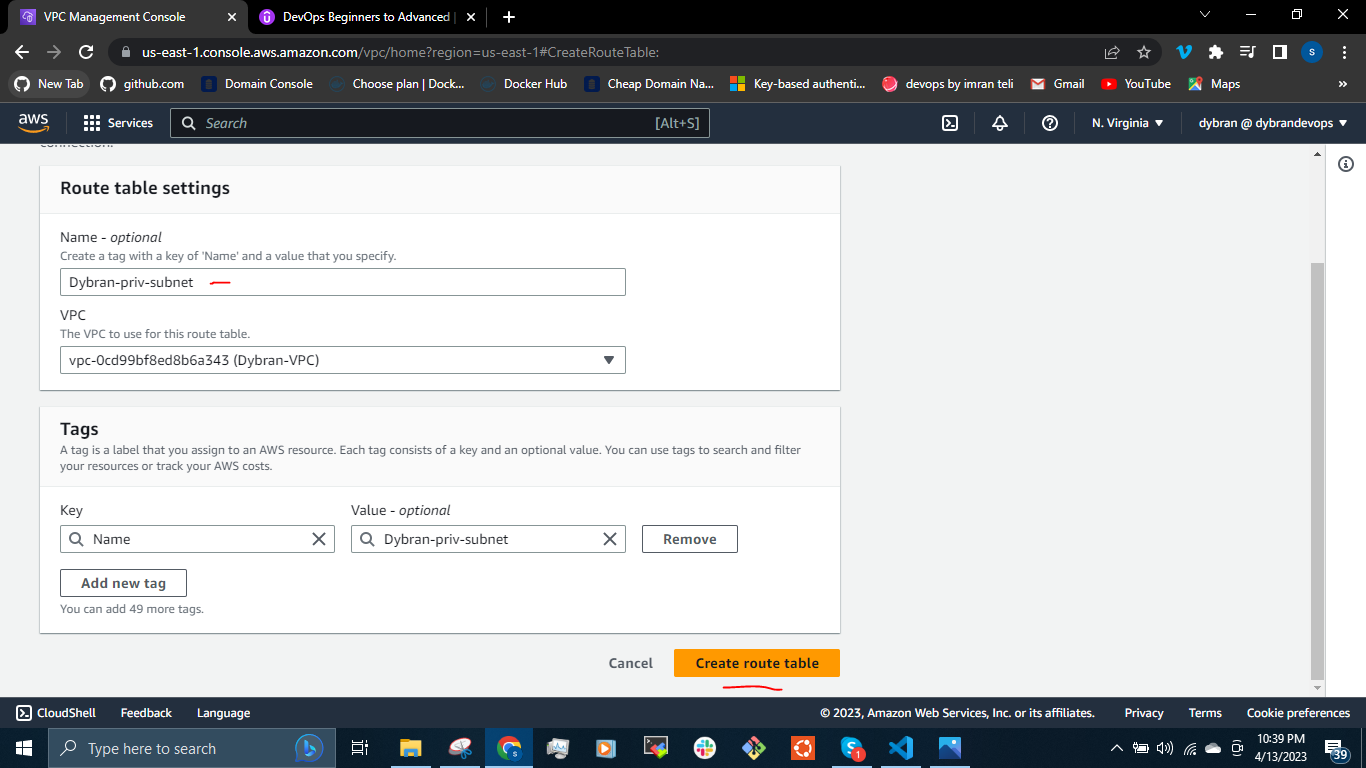 VPC Management Console
DevOps Beginners to Advanced |
us-east-1.console.aws.amazon.com/vpc/home?region=us-east-1#CreateRouteTable:
S
New Tab
github.com
Domain Console
Choose plan | Dock...
Docker Hub
Cheap Domain Na...
Key-based authenti...
devops by imran teli
Gmail
YouTube
Maps
»
aws
Services
Search
[Alt+S]
N. Virginia
dybran @ dybrandevops
connection.
Route table settings
Name - optional
Create a tag with a key of 'Name' and a value that you specify.
Dybran-priv-subnet
VPC
The VPC to use for this route table.
vpc-0cd99bf8ed8b6a343 (Dybran-VPC)
Tags
A tag is a label that you assign to an AWS resource. Each tag consists of a key and an optional value. You can use tags to search and filter
your resources or track your AWS costs.
Key
Value - optional
Name
Dybran-priv-subnet
Remove
Add new tag
You can add 49 more tags.
Cancel
Create route table
CloudShell
Feedback
Language
© 2023, Amazon Web Services, Inc. or its affiliates.
Privacy
Terms
Cookie preferences
Type here to search
S
1
10:39 PM
4/13/2023
39